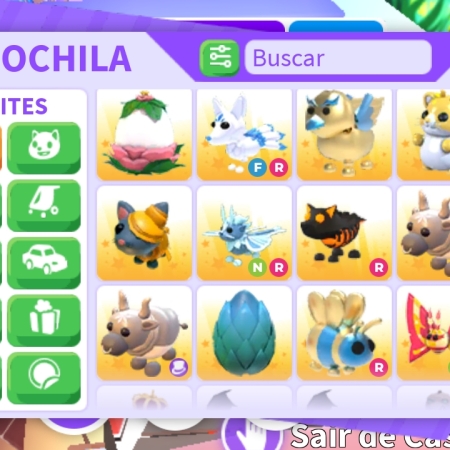 OCHILA
Buscar
ITES
F R
N R
R
R
Sair de Cas